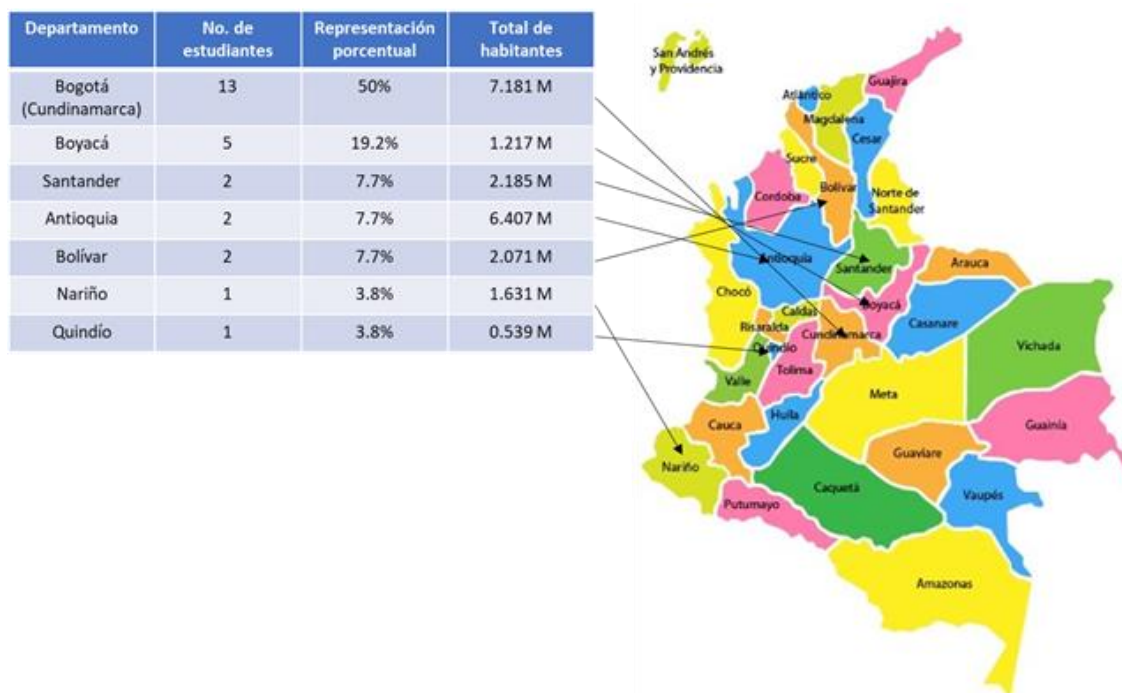 Departamento No. de estudiantes Representación porcentual Total de habitantes
Bogotá (Cundinamarca) 13 50% 7.181 M
Boyacá 5 19.2% 1.217 M
Santander 2 7.7% 2.185 M
Antioquia 2 7.7% 6.407 M
Bolívar 2 7.7% 2.071 M
Nariño 1 3.8% 1.631 M
Quindío 1 3.8% 0.539 M
San Andrés
y Providencia
Guajira
Atlántico
Magdalena
Cesar
Sucre
Bolívar
Norte de
Santander
Cordoba
Antioquia
Santander
Arauca
Chocó
Boyacá
Caldas
Casanare
Risaralda
Cundinamarca
Quindío
Vichada
Tolima
Valle
Meta
Huila
Cauca
Guainía
Guaviare
Nariño
Caquetá
Vaupés
Putumayo
Amazonas